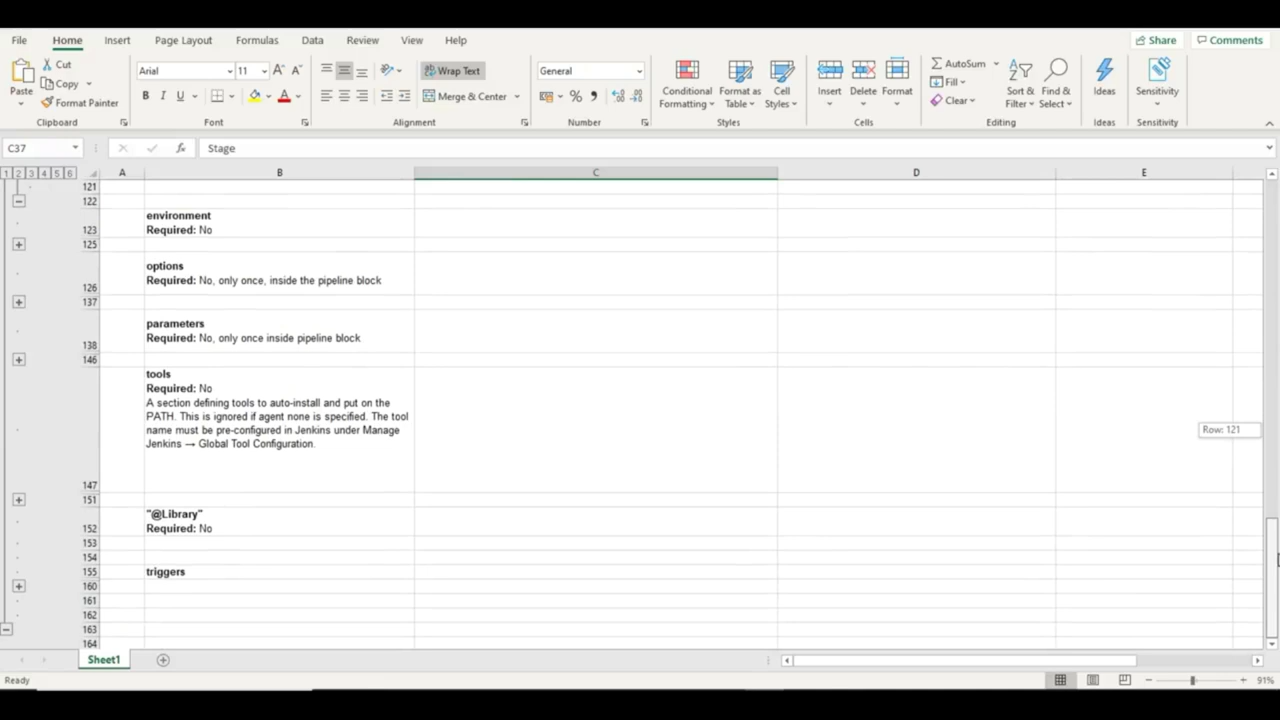 File Home Insert Page Layout Formulas Data Review View Help Share Comments
Paste Cut Copy Format Painter Clipboard
Arial 11 A A B I U A Font
Wrap Text Merge & Center Alignment
General % Number
Conditional Formatting Format as Table Cell Styles Styles
Insert Delete Format Cells
AutoSum Fill Clear Sort & Filter Find & Select Editing
Ideas Ideas
Sensitivity Sensitivity
C37 fx Stage
1 2 3 4 5 6 A B C D E
121
122
environment
123 Required: No
125
options
Required: No, only once, inside the pipeline block
126
137
parameters
Required: No, only once inside pipeline block
138
146
tools
Required: No
A section defining tools to auto-install and put on the
PATH. This is ignored if agent none is specified. The tool
name must be pre-configured in Jenkins under Manage
Jenkins → Global Tool Configuration.
Row: 121
147
151
"@Library"
152 Required: No
153
154
155 triggers
160
161
162
163
164
Sheet1
Ready 91%